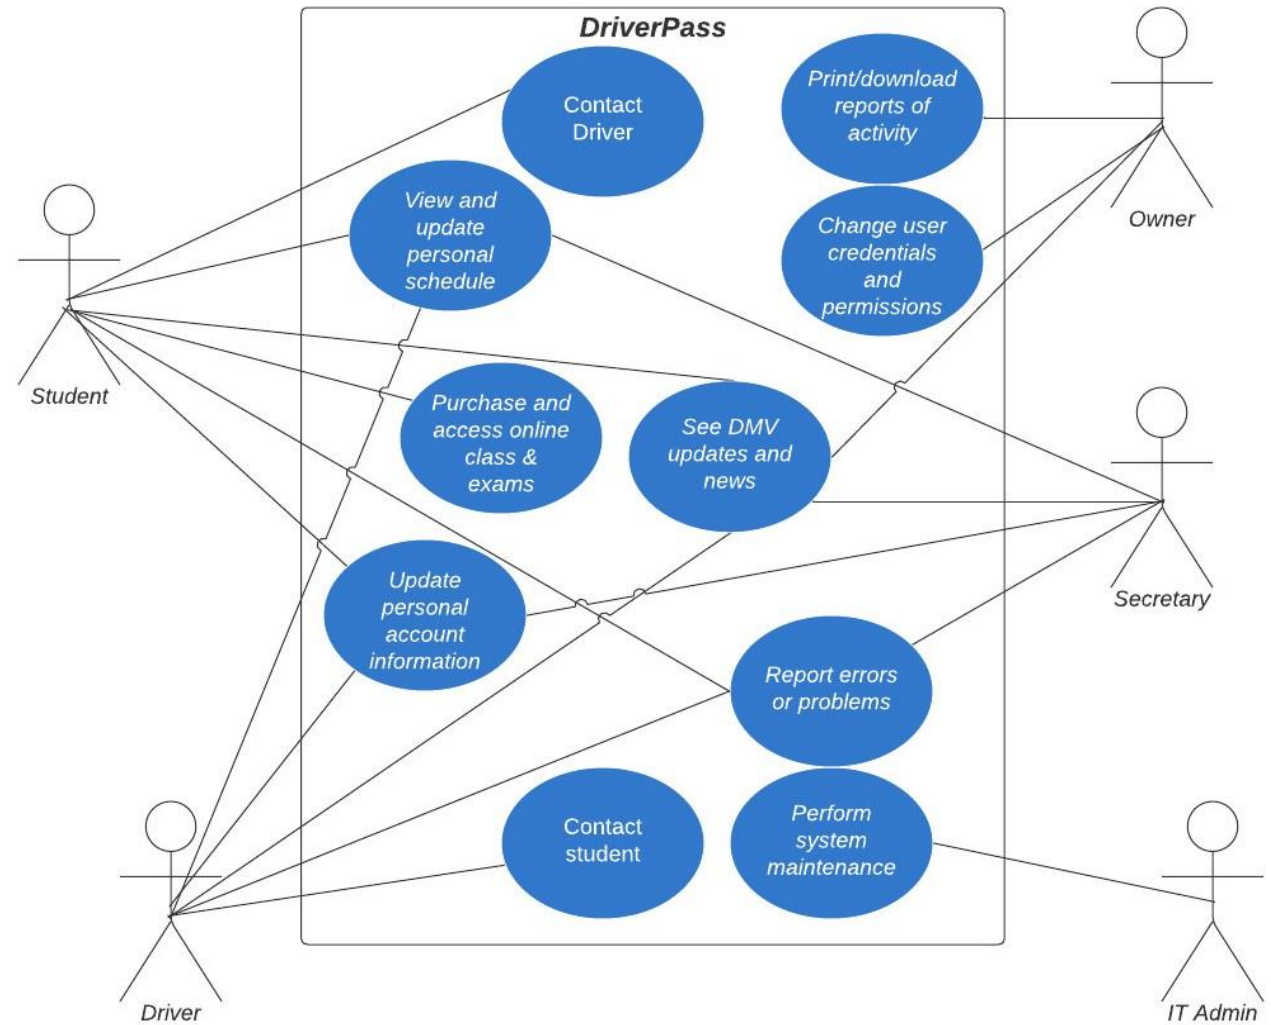 DriverPass
Contact
Driver
Print/download
reports of
activity
View and
update
personal
schedule
Change user
credentials
and
permissions
Owner
Student
Purchase and
access online
class &
exams
See DMV
updates and
news
Update
personal
account
information
Secretary
Report errors
or problems
Contact
student
Perform
system
maintenance
Driver
IT Admin